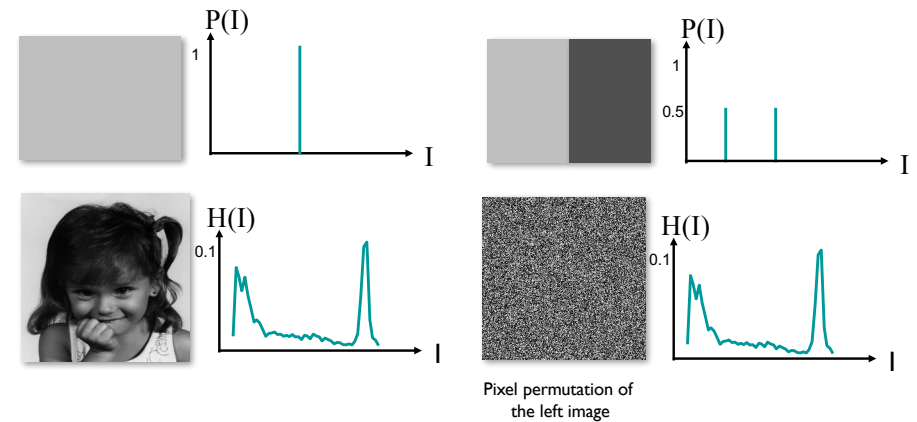 P(I)
1
I
P(I)
1
0.5
I
H(I)
0.1
I
H(I)
0.1
I
Pixel permutation of
the left image